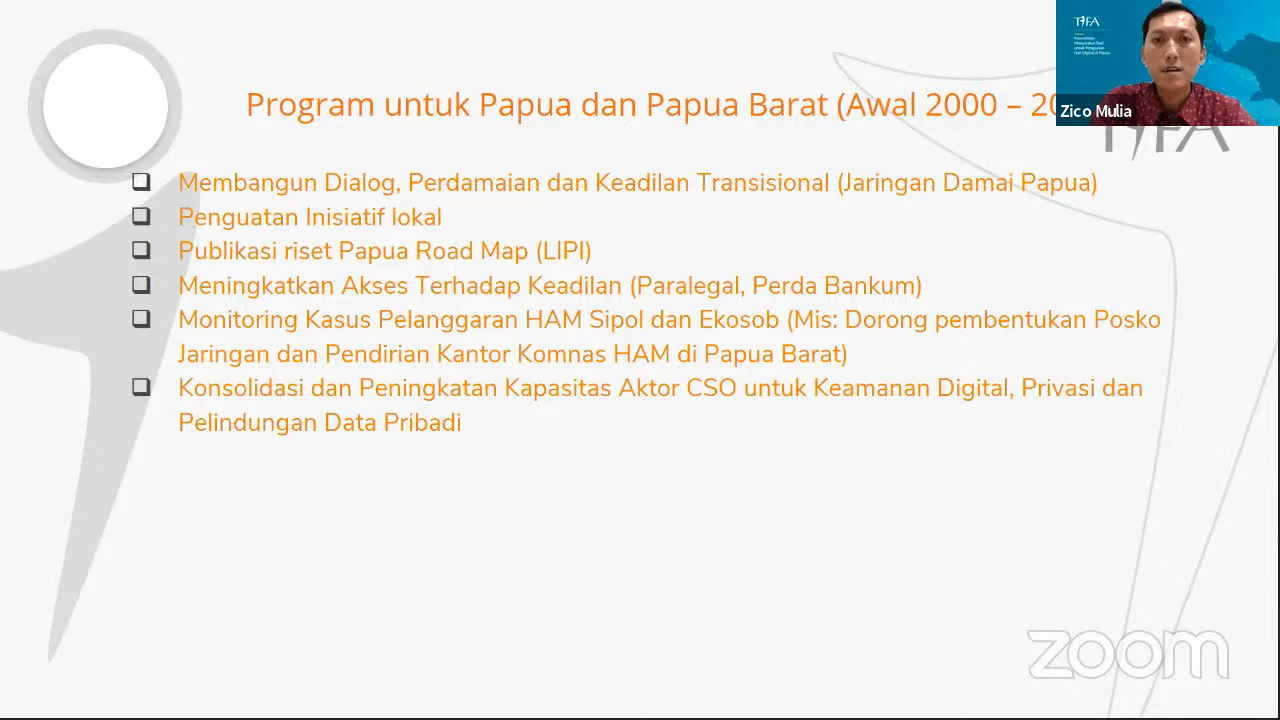 Program untuk Papua dan Papua Barat (Awal 2000 –
TIFA
Zico Mulia
TIFA
Membangun Dialog, Perdamaian dan Keadilan Transisional (Jaringan Damai Papua)
Penguatan Inisiatif lokal
Publikasi riset Papua Road Map (LIPI)
Meningkatkan Akses Terhadap Keadilan (Paralegal, Perda Bankum)
Monitoring Kasus Pelanggaran HAM Sipol dan Ekosob (Mis: Dorong pembentukan Posko
Jaringan dan Pendirian Kantor Komnas HAM di Papua Barat)
Konsolidasi dan Peningkatan Kapasitas Aktor CSO untuk Keamanan Digital, Privasi dan
Pelindungan Data Pribadi
zoom